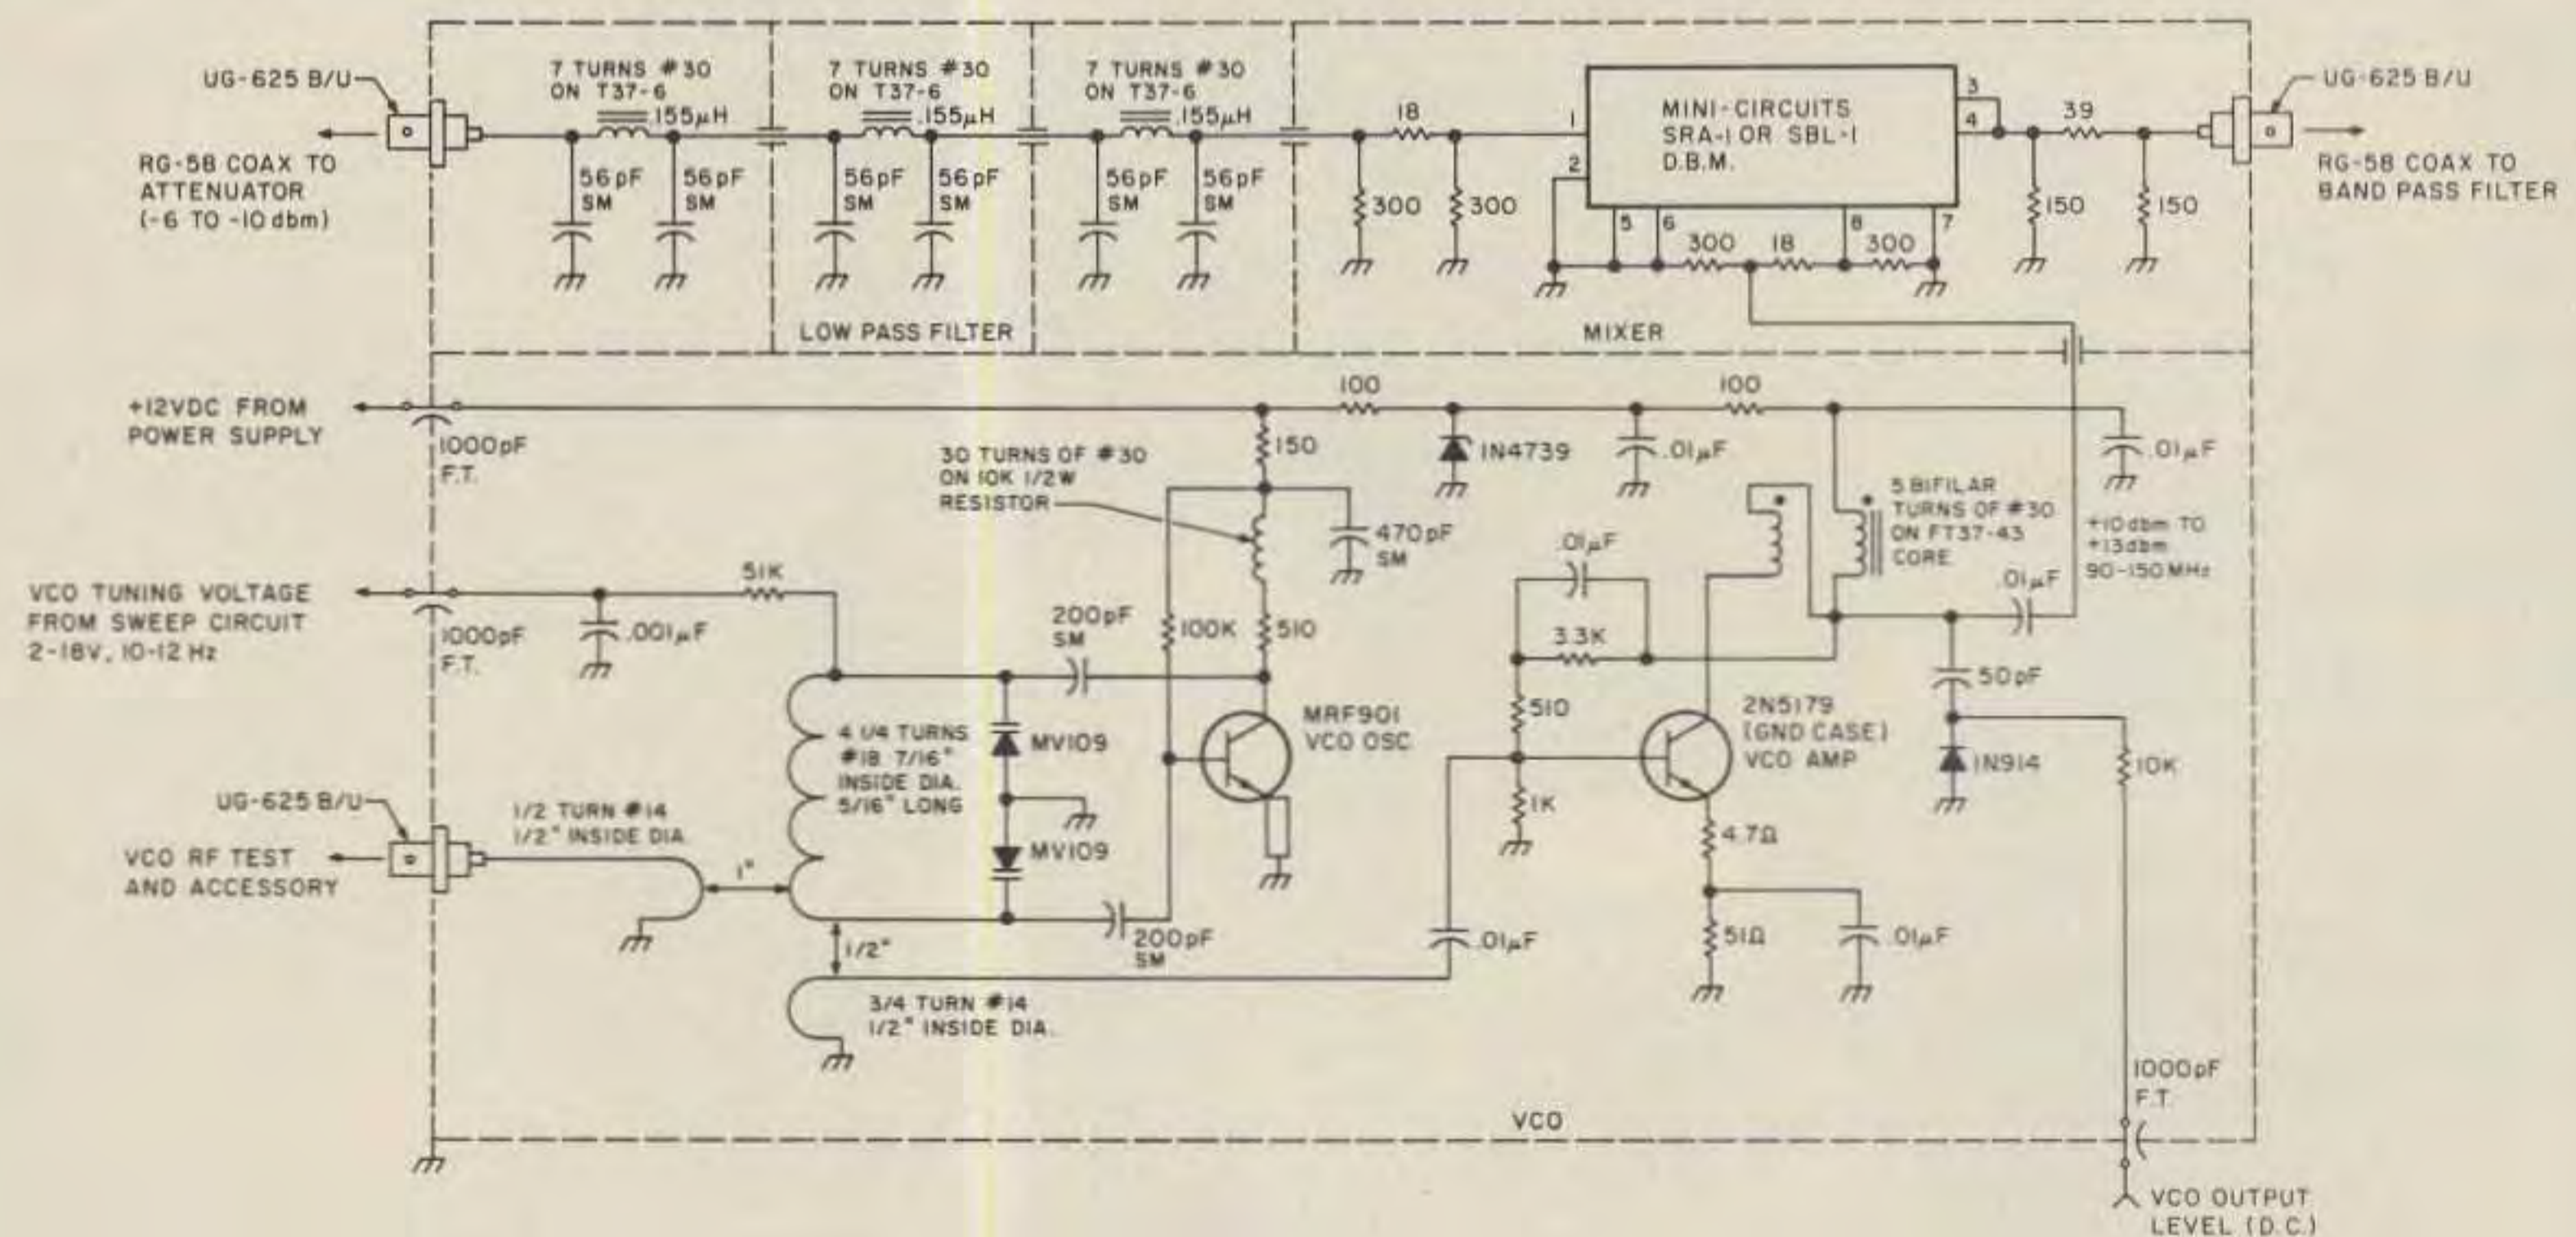 UG-625 B/U
RG-58 COAX TO
ATTENUATOR
(-6 TO -10 dbm)
7 TURNS #30
ON T37-6
.155µH
56pF
SM
56pF
SM
7 TURNS #30
ON T37-6
.155µH
56pF
SM
56pF
SM
LOW PASS FILTER
7 TURNS #30
ON T37-6
.155µH
56pF
SM
56pF
SM
18
300
300
1
2
MINI-CIRCUITS
SRA-1 OR SBL-1
D.B.M.
3
4
5
6
8
7
300
18
300
MIXER
39
150
150
UG-625 B/U
RG-58 COAX TO
BAND PASS FILTER
+12VDC FROM
POWER SUPPLY
1000pF
F.T.
100
100
150
1N4739
.01µF
.01µF
30 TURNS OF #30
ON 10K 1/2W
RESISTOR
470pF
SM
5 BIFILAR
TURNS OF #30
ON FT37-43
CORE
+10dbm TO
+13dbm
90-150 MHz
.01µF
VCO TUNING VOLTAGE
FROM SWEEP CIRCUIT
2-18V, 10-12 Hz
1000pF
F.T.
.001µF
51K
200pF
SM
100K
510
.01µF
3.3K
510
1K
50pF
4 1/4 TURNS
#18 7/16"
INSIDE DIA.
5/16" LONG
MV109
MV109
MRF901
VCO OSC
2N5179
(GND CASE)
VCO AMP
1N914
10K
UG-625 B/U
VCO RF TEST
AND ACCESSORY
1/2 TURN #14
1/2" INSIDE DIA.
1"
1/2"
200pF
SM
.01µF
4.7Ω
51Ω
.01µF
3/4 TURN #14
1/2" INSIDE DIA.
1000pF
F.T.
VCO
VCO OUTPUT
LEVEL (D.C.)